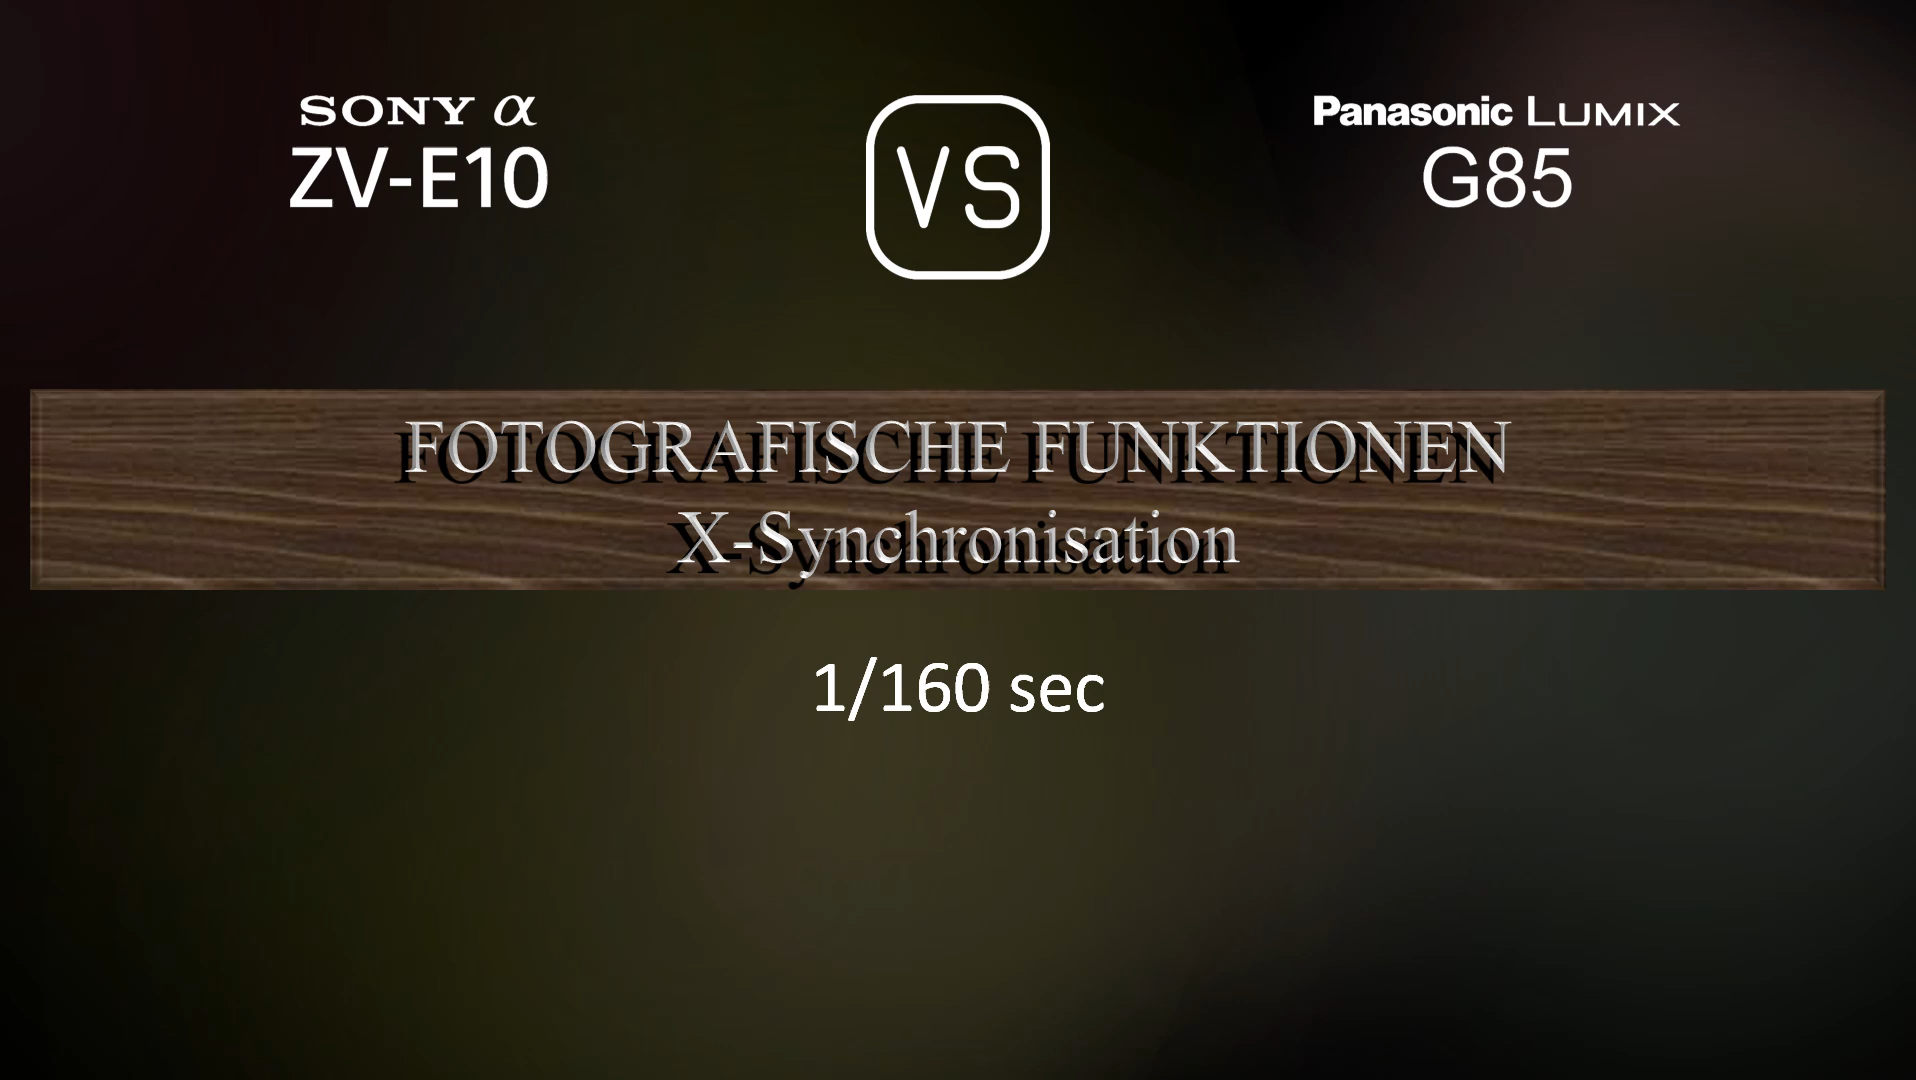 SONY α
ZV-E10
VS
Panasonic LUMIX
G85
FOTOGRAFISCHE FUNKTIONEN
X-Synchronisation
1/160 sec